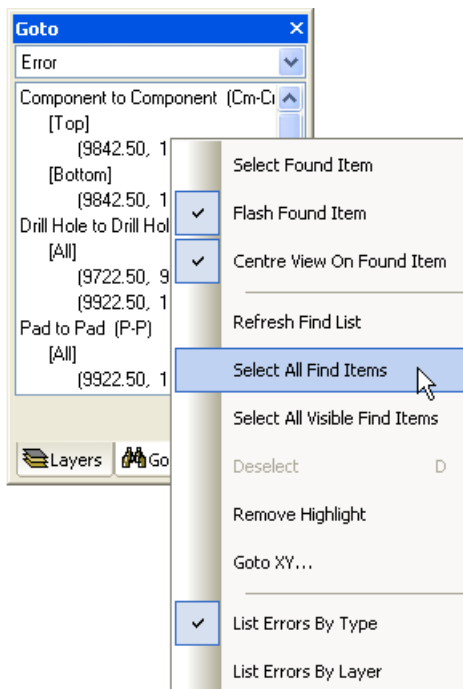 Goto
Error
Component to Component (Cm-
[Top]
(9842.50, 1
[Bottom]
(9842.50, 1
Drill Hole to Drill Hol
[All]
(9722.50, 9
(9922.50, 1
Pad to Pad (P-P)
[All]
(9922.50, 1
Layers
Go
Select Found Item
Flash Found Item
Centre View On Found Item
Refresh Find List
Select All Find Items
Select All Visible Find Items
Deselect D
Remove Highlight
Goto XY...
List Errors By Type
List Errors By Layer